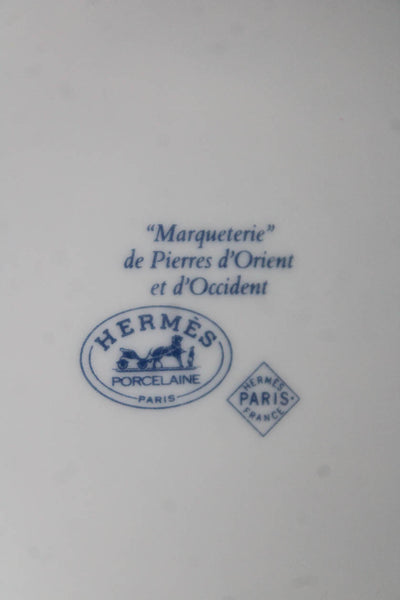 "Marqueterie"
de Pierres d'Orient
et d'Occident
HERMÈS
PORCELAINE
PARIS
HERMÈS
PARIS
FRANCE